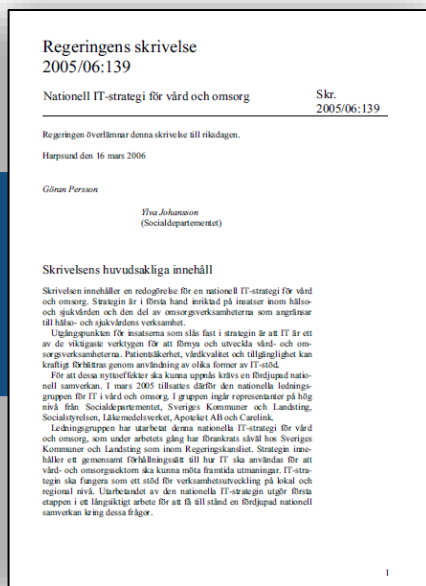 Regeringens skrivelse
2005/06:139
Nationell IT-strategi för vård och omsorg
Skr.
2005/06:139
Regeringen överlämnar denna skrivelse till riksdagen.
Harpsund den 16 mars 2006
Göran Persson
Ylva Johansson
(Socialdepartementet)
Skrivelsens huvudsakliga innehåll
Skrivelsen innehåller en redogörelse för en nationell IT-strategi för vård
och omsorg. Strategin är i första hand inriktad på insatser inom hälso-
och sjukvården och den del av omsorgsverksamheterna som angränsar
till hälso- och sjukvårdens verksamhet.
Utgångspunkten för insatserna som slås fast i strategin är att IT är ett
av de viktigaste verktygen för att förnya och utveckla vård- och om-
sorgsverksamheterna. Patientsäkerhet, vårdkvalitet och tillgänglighet kan
kraftigt förbättras genom användning av olika former av IT-stöd.
För att dessa nyttoeffekter ska kunna uppnås krävs en fördjupad natio-
nell samverkan. I mars 2005 tillsattes därför den nationella lednings-
gruppen för IT i vård och omsorg. I gruppen ingår representanter på hög
nivå från Socialdepartementet, Sveriges Kommuner och Landsting,
Socialstyrelsen, Läkemedelsverket, Apoteket AB och Carelink.
Ledningsgruppen har utarbetat denna nationella IT-strategi för vård
och omsorg, som under arbetets gång har förankrats såväl hos Sveriges
Kommuner och Landsting som inom Regeringskansliet. Strategin inne-
håller ett gemensamt förhållningssätt till hur IT ska användas för att
vård- och omsorgssektorn ska kunna möta framtida utmaningar. IT-stra-
tegin ska fungera som ett stöd för verksamhetsutveckling på lokal och
regional nivå. Utarbetandet av den nationella IT-strategin utgör första
etappen i ett långsiktigt arbete för att få till stånd en fördjupad nationell
samverkan kring dessa frågor.
1